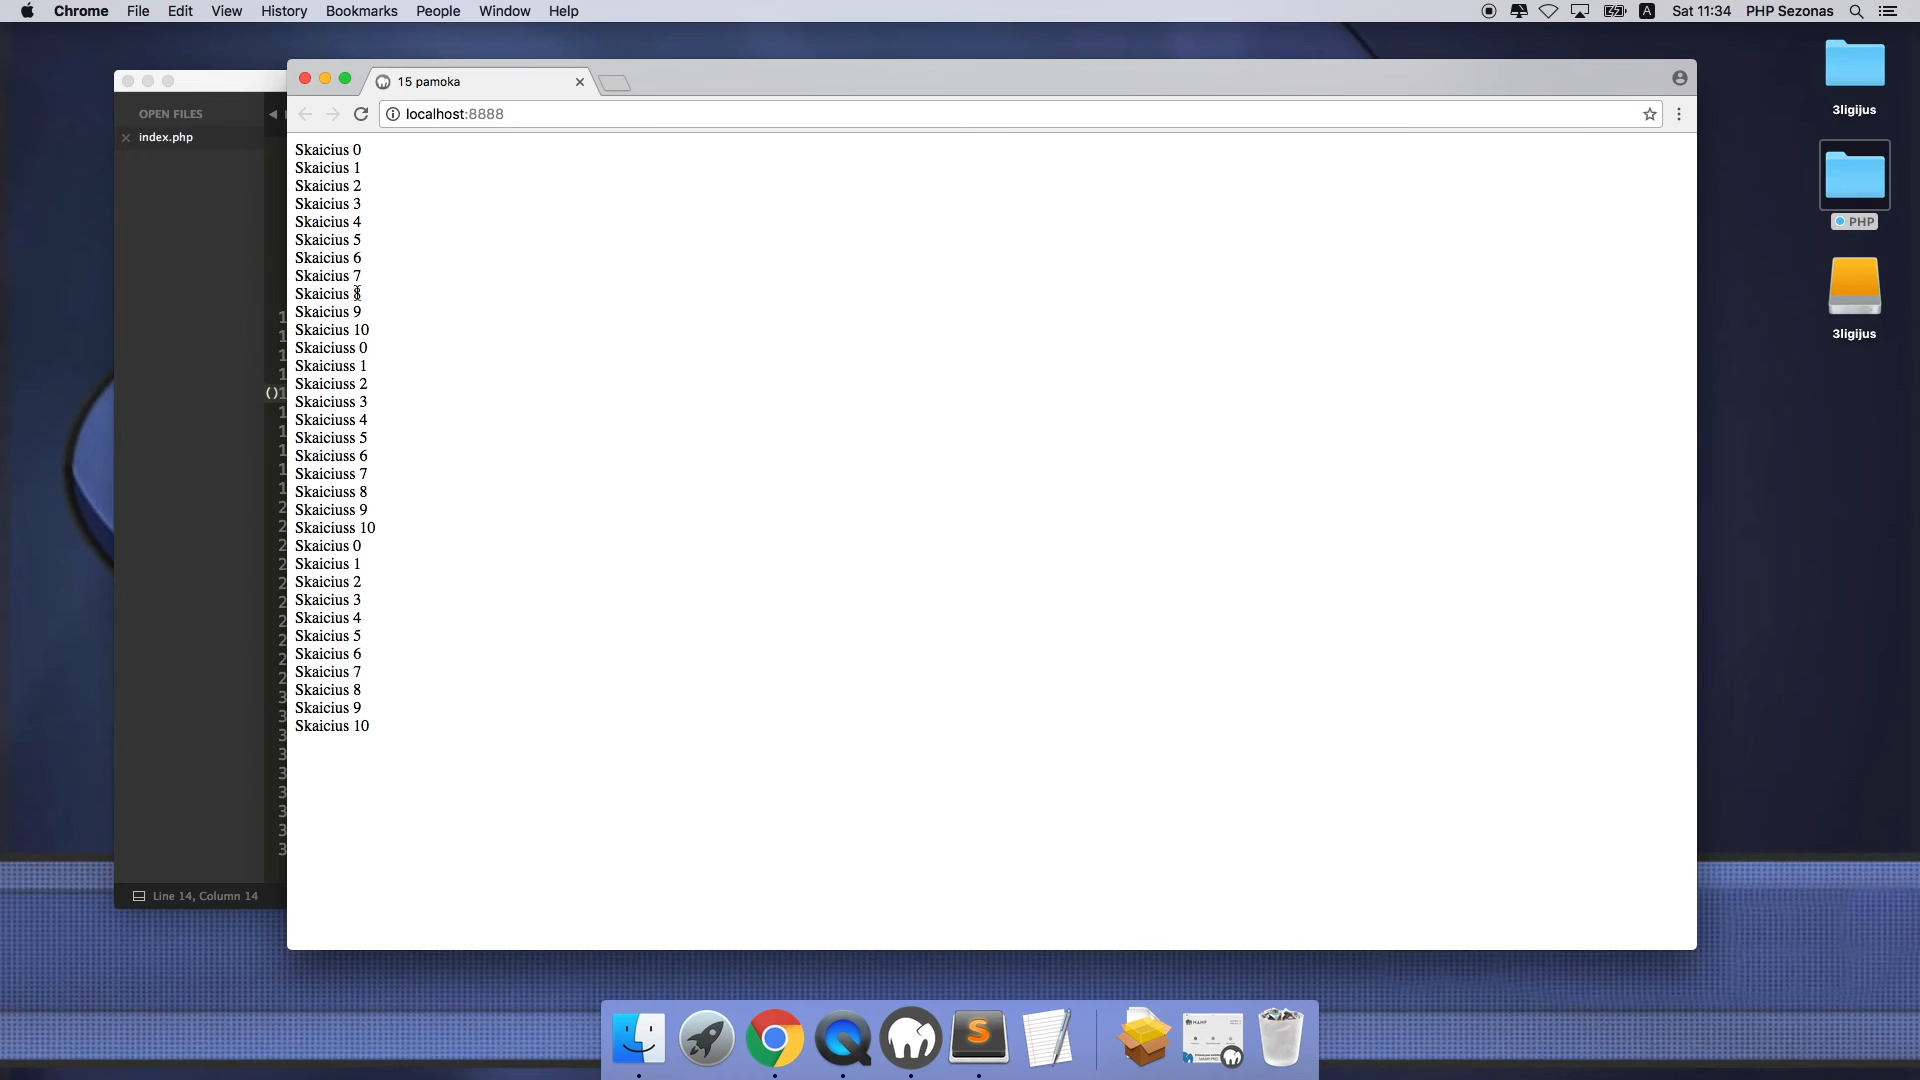 Chrome File Edit View History Bookmarks People Window Help
A Sat 11:34 PHP Sezonas
15 pamoka
localhost:8888
OPEN FILES
index.php
Skaicius 0
Skaicius 1
Skaicius 2
Skaicius 3
Skaicius 4
Skaicius 5
Skaicius 6
Skaicius 7
Skaicius 8
Skaicius 9
Skaicius 10
Skaiciuss 0
Skaiciuss 1
Skaiciuss 2
Skaiciuss 3
Skaiciuss 4
Skaiciuss 5
Skaiciuss 6
Skaiciuss 7
Skaiciuss 8
Skaiciuss 9
Skaiciuss 10
Skaicius 0
Skaicius 1
Skaicius 2
Skaicius 3
Skaicius 4
Skaicius 5
Skaicius 6
Skaicius 7
Skaicius 8
Skaicius 9
Skaicius 10
Line 14, Column 14
3ligijus
PHP
3ligijus